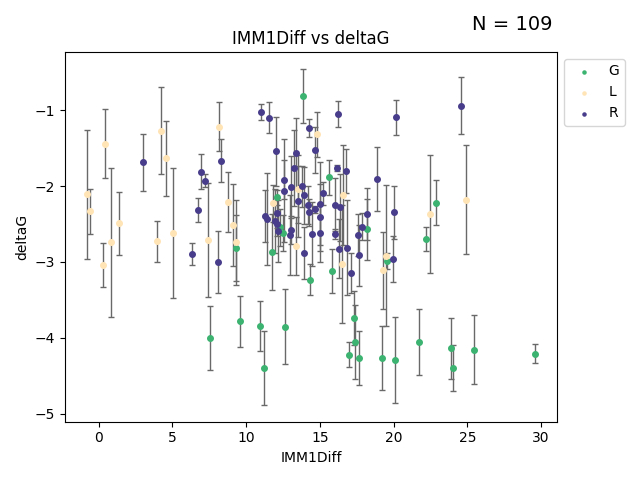 N = 109
IMM1Diff vs deltaG
G
L
R
−1
−2
−3
−4
−5
deltaG
0 5 10 15 20 25 30
IMM1Diff